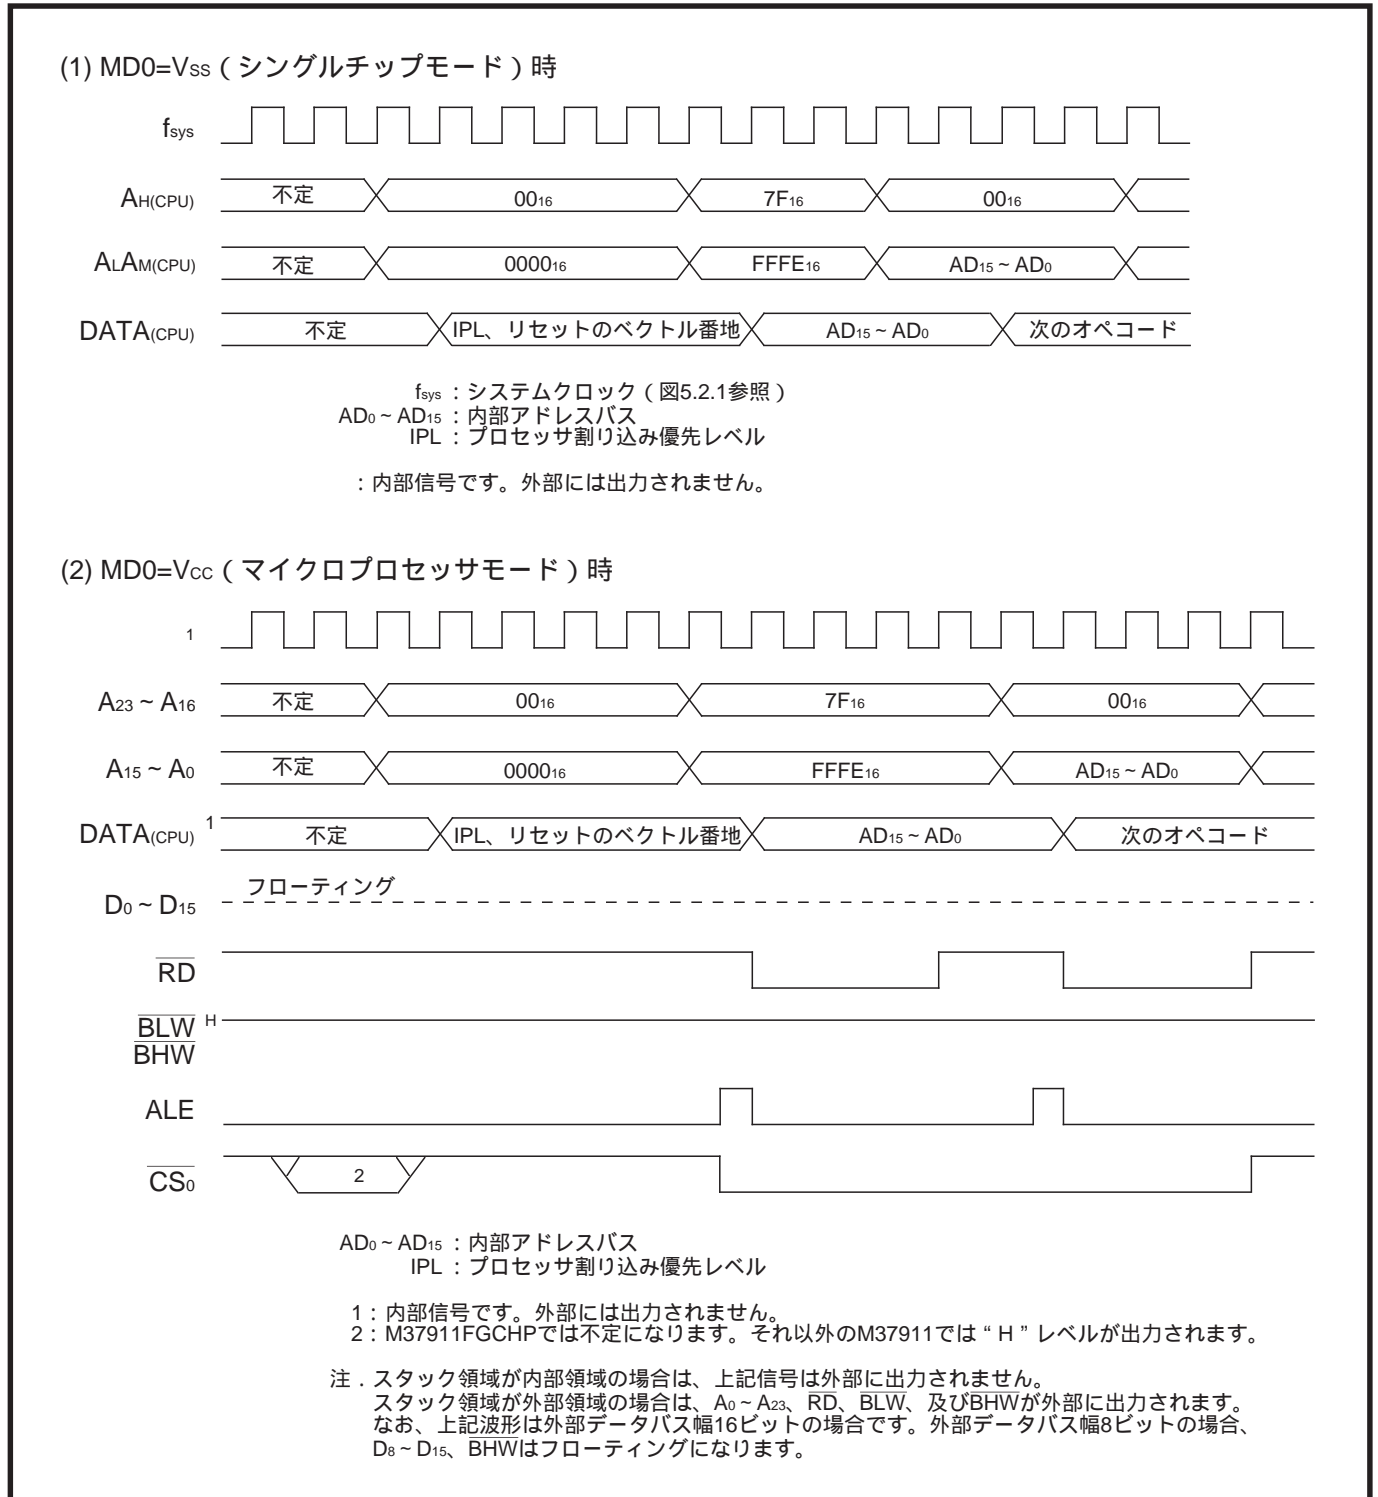 (1) MD0=VSS（シングルチップモード）時
fsys
AH(CPU) 不定 0016 7F16 0016
ALAM(CPU) 不定 000016 FFFE16 AD15 ~ AD0
DATA(CPU) 不定 IPL、リセットのベクトル番地 AD15 ~ AD0 次のオペコード
fsys ：システムクロック（図5.2.1参照）
AD0 ~ AD15 ：内部アドレスバス
IPL ：プロセッサ割り込み優先レベル
：内部信号です。外部には出力されません。
(2) MD0=VCC（マイクロプロセッサモード）時
1
A23 ~ A16 不定 0016 7F16 0016
A15 ~ A0 不定 000016 FFFE16 AD15 ~ AD0
DATA(CPU) 1 不定 IPL、リセットのベクトル番地 AD15 ~ AD0 次のオペコード
フローティング
D0 ~ D15
RD
BLW H
BHW
ALE
CS0 2
AD0 ~ AD15 ：内部アドレスバス
IPL ：プロセッサ割り込み優先レベル
1：内部信号です。外部には出力されません。
2：M37911FGCHPでは不定になります。それ以外のM37911では“H”レベルが出力されます。
注．スタック領域が内部領域の場合は、上記信号は外部に出力されません。
スタック領域が外部領域の場合は、A0 ~ A23、RD、BLW、及びBHWが外部に出力されます。
なお、上記波形は外部データバス幅16ビットの場合です。外部データバス幅8ビットの場合、
D8 ~ D15、BHWはフローティングになります。